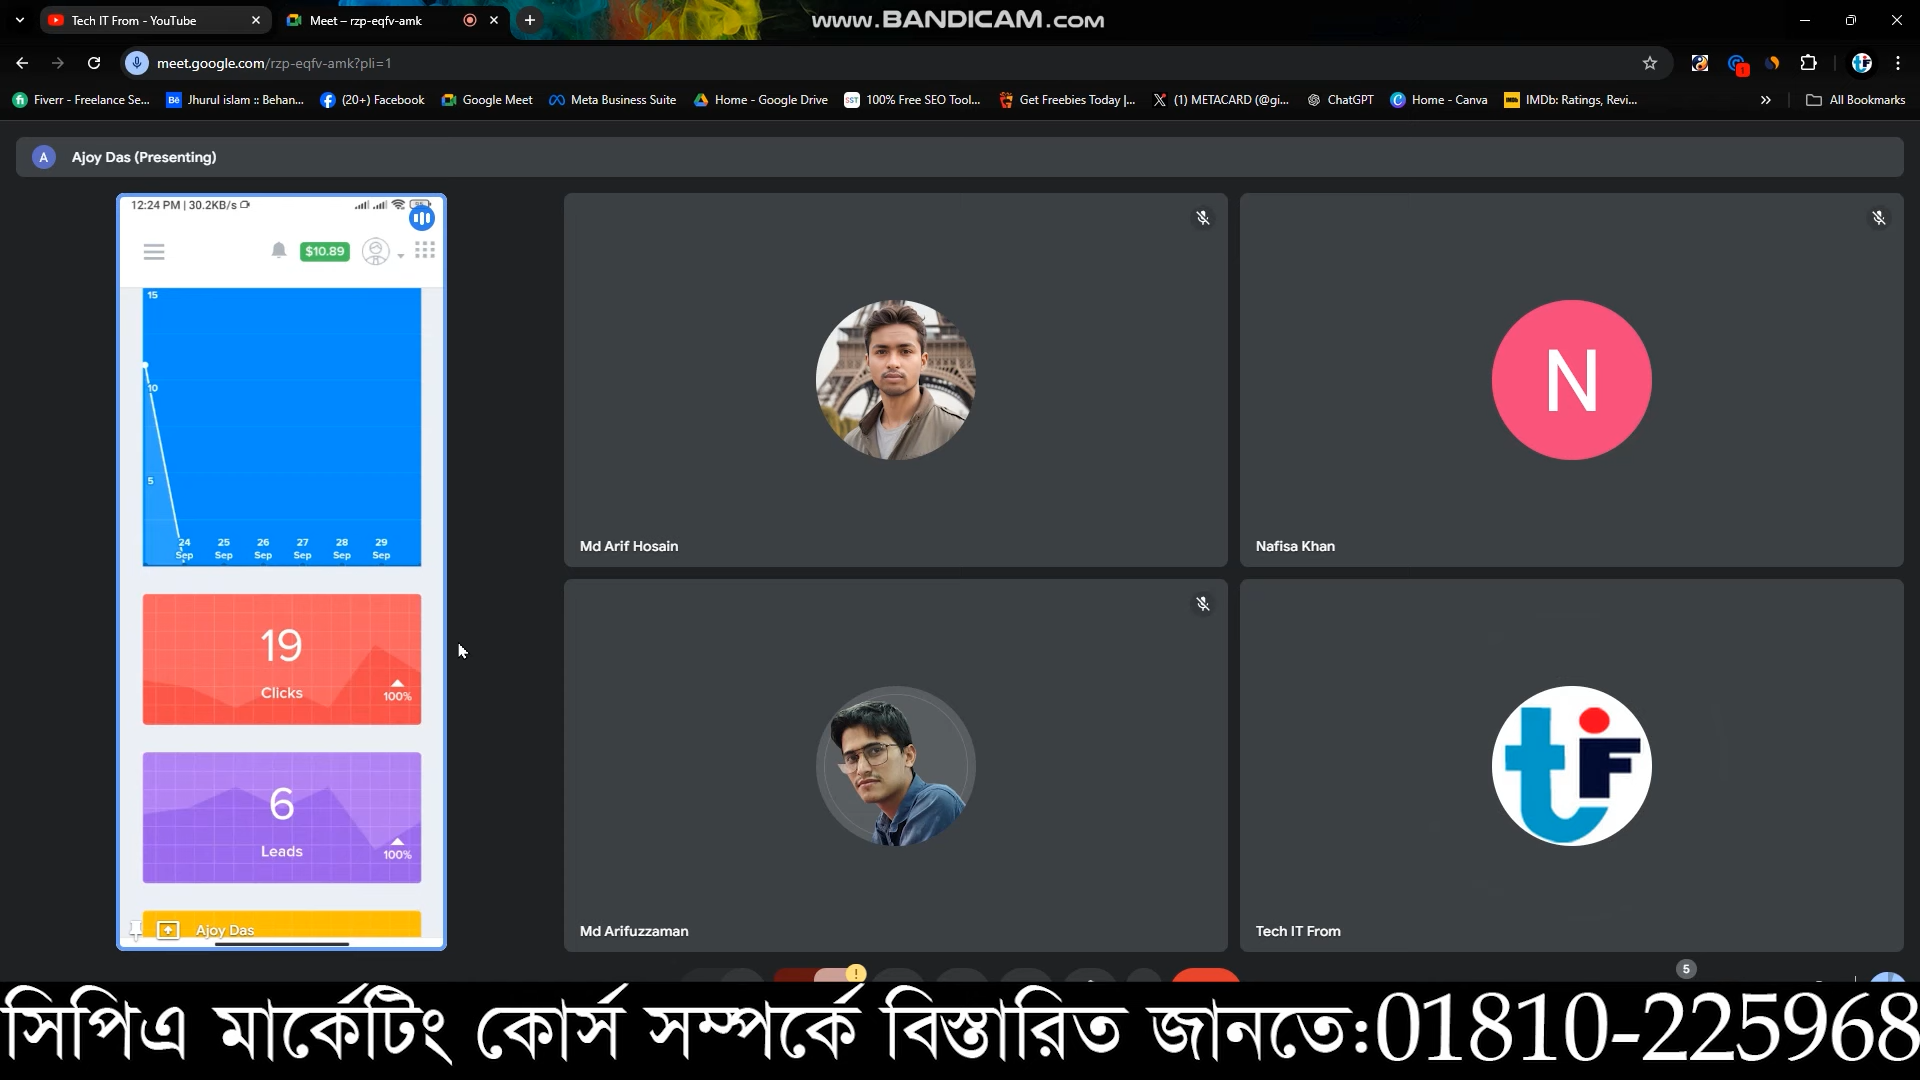 Tech IT From - YouTube
Meet – rzp-eqfv-amk
www.BANDICAM.com
meet.google.com/rzp-eqfv-amk?pli=1
1
Fiverr - Freelance Se...
Jhurul islam :: Behan...
(20+) Facebook
Google Meet
Meta Business Suite
Home - Google Drive
100% Free SEO Tool...
Get Freebies Today |...
(1) METACARD (@gi...
ChatGPT
Home - Canva
IMDb: Ratings, Revi...
All Bookmarks
A
Ajoy Das (Presenting)
12:24 PM | 30.2KB/s
$10.89
15
10
5
24 Sep
25 Sep
26 Sep
27 Sep
28 Sep
29 Sep
19
Clicks
100%
6
Leads
100%
Ajoy Das
Md Arif Hosain
N
Nafisa Khan
Md Arifuzzaman
tiF
Tech IT From
5
সিপিএ মার্কেটিং কোর্স সম্পর্কে বিস্তারিত জানতে:01810-225968